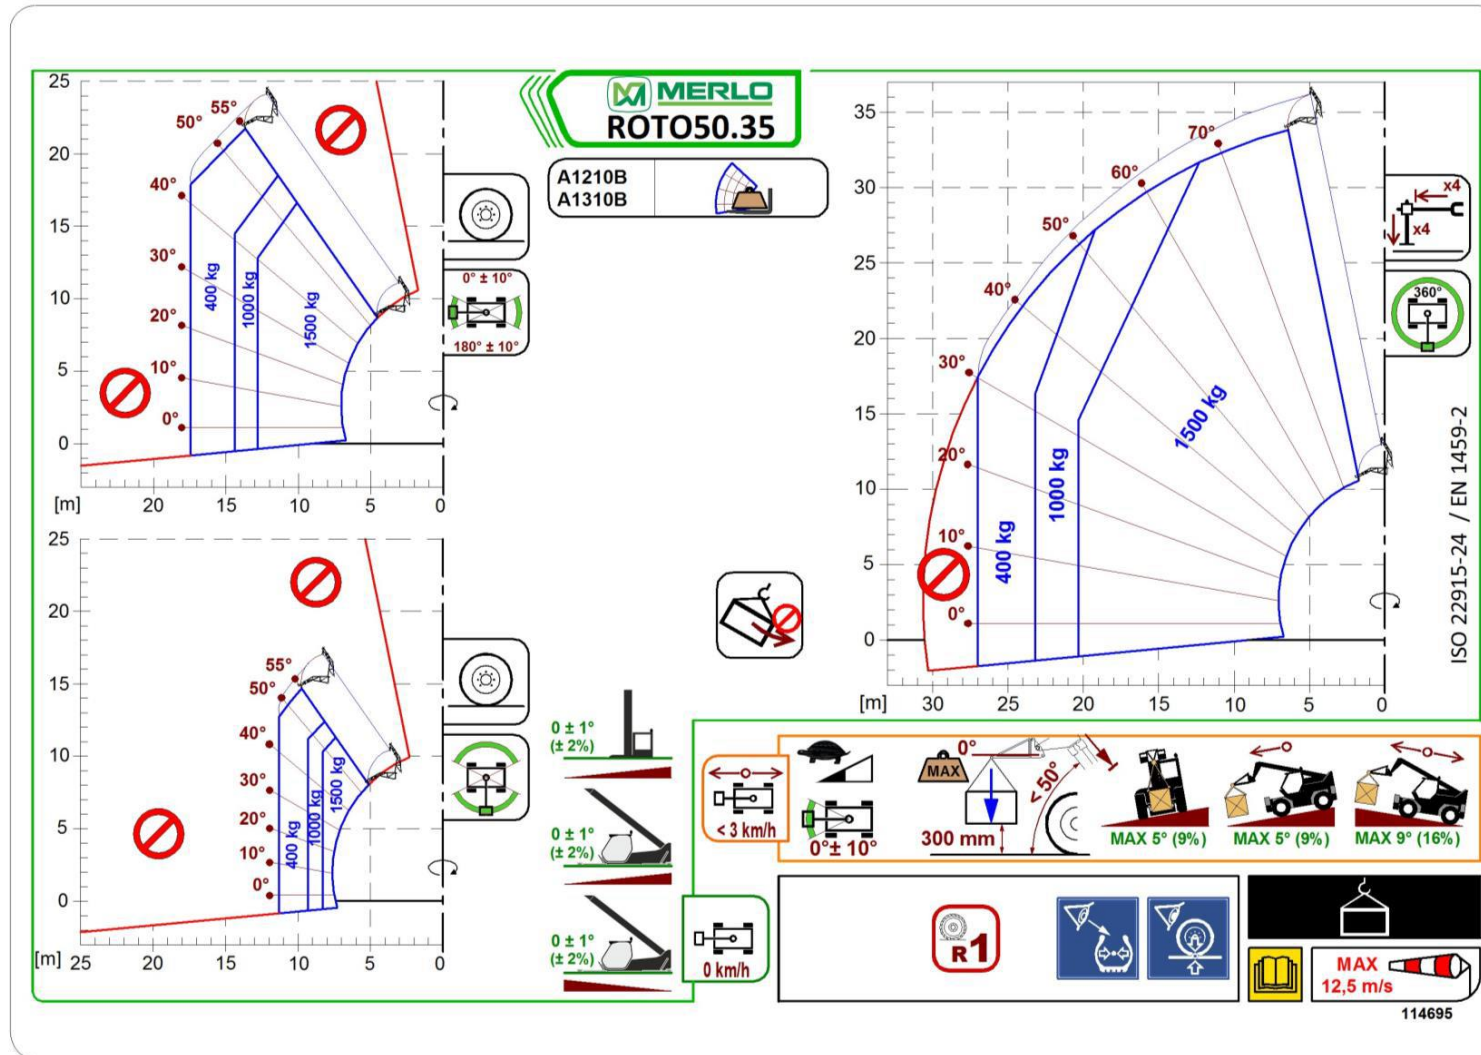 MERLO
ROTO50.35
A1210B
A1310B
25
20
15
10
5
0
55°
50°
40°
30°
20°
10°
0°
400 kg
1000 kg
1500 kg
[m]
20
15
10
5
0
0° ± 10°
180° ± 10°
25
20
15
10
5
0
55°
50°
40°
30°
20°
10°
0°
400 kg
1000 kg
1500 kg
[m]
25
20
15
10
5
0
35
30
25
20
15
10
5
0
70°
60°
50°
40°
30°
20°
10°
0°
400 kg
1000 kg
1500 kg
[m]
30
25
20
15
10
5
0
x4
x4
360°
ISO 22915-24 / EN 1459-2
0 ± 1°
(± 2%)
0 ± 1°
(± 2%)
0 ± 1°
(± 2%)
0 km/h
< 3 km/h
0°± 10°
MAX
0°
300 mm
< 50°
MAX 5° (9%)
MAX 5° (9%)
MAX 9° (16%)
R1
MAX
12,5 m/s
114695